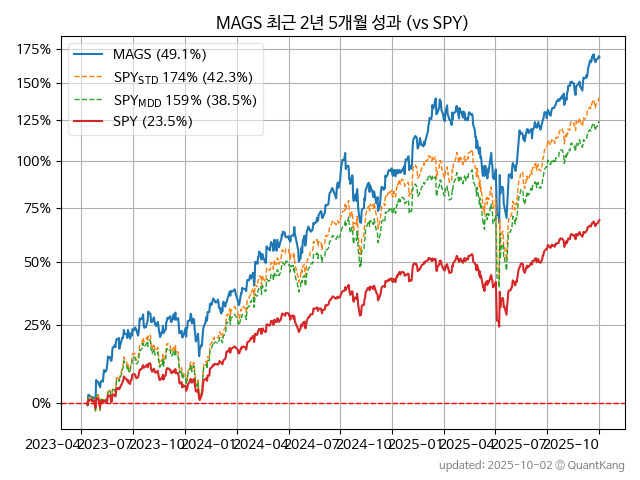 MAGS 최근 2년 5개월 성과 (vs SPY)
MAGS (49.1%)
SPY_STD 174% (42.3%)
SPY_MDD 159% (38.5%)
SPY (23.5%)
175%
150%
125%
100%
75%
50%
25%
0%
2023-04 2023-07 2023-10 2024-01 2024-04 2024-07 2024-10 2025-01 2025-04 2025-07 2025-10
updated: 2025-10-02 © QuantKang